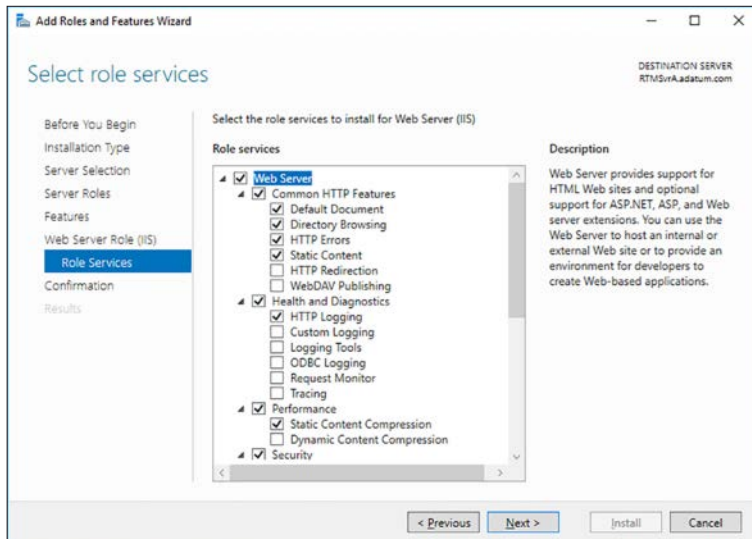 Add Roles and Features Wizard
Select role services
DESTINATION SERVER
RTMSvrA.adatum.com
Before You Begin
Installation Type
Server Selection
Server Roles
Features
Web Server Role (IIS)
Role Services
Confirmation
Results
Select the role services to install for Web Server (IIS)
Role services
Web Server
Common HTTP Features
Default Document
Directory Browsing
HTTP Errors
Static Content
HTTP Redirection
WebDAV Publishing
Health and Diagnostics
HTTP Logging
Custom Logging
Logging Tools
ODBC Logging
Request Monitor
Tracing
Performance
Static Content Compression
Dynamic Content Compression
Security
Description
Web Server provides support for
HTML Web sites and optional
support for ASP.NET, ASP, and Web
server extensions. You can use the
Web Server to host an internal or
external Web site or to provide an
environment for developers to
create Web-based applications.
< Previous
Next >
Install
Cancel